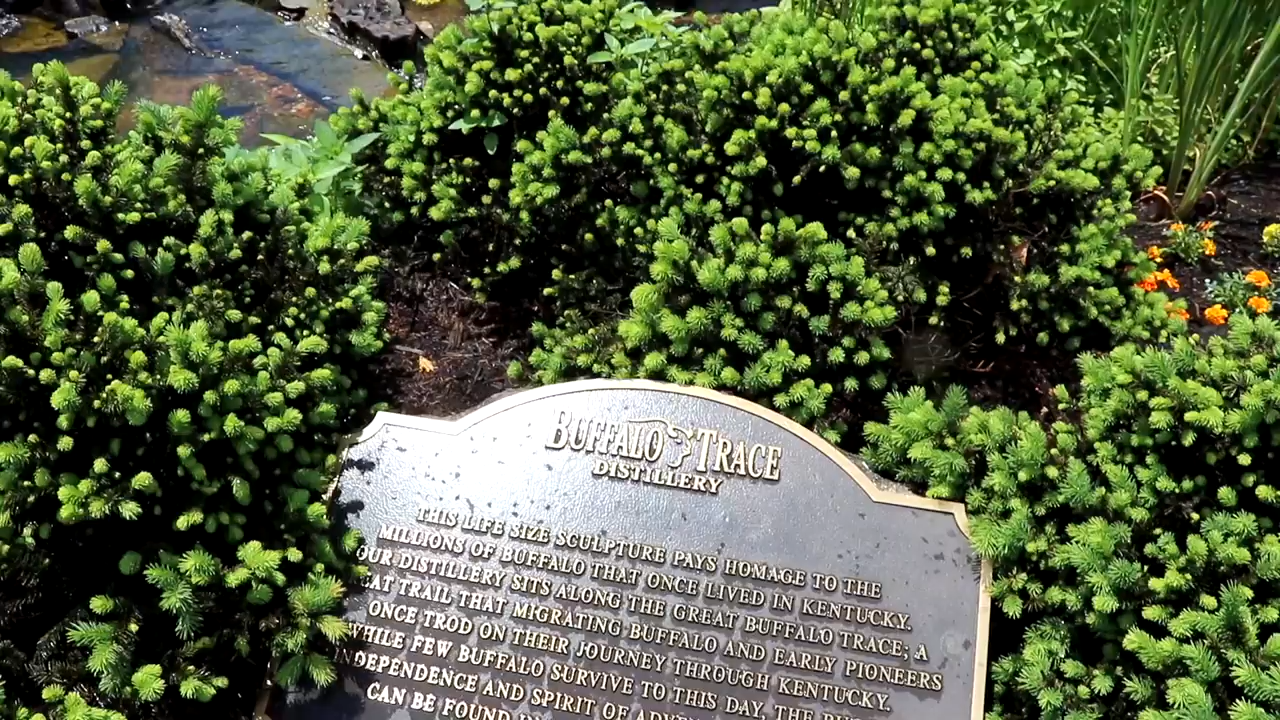 BUFFALO TRACE
DISTILLERY
THIS LIFE SIZE SCULPTURE PAYS HOMAGE TO THE
MILLIONS OF BUFFALO THAT ONCE LIVED IN KENTUCKY.
OUR DISTILLERY SITS ALONG THE GREAT BUFFALO TRACE; A
TRAIL THAT MIGRATING BUFFALO AND EARLY PIONEERS
ONCE TROD ON THEIR JOURNEY THROUGH KENTUCKY.
WHILE FEW BUFFALO SURVIVE TO THIS DAY, THE
INDEPENDENCE AND SPIRIT OF
CAN BE FOUND